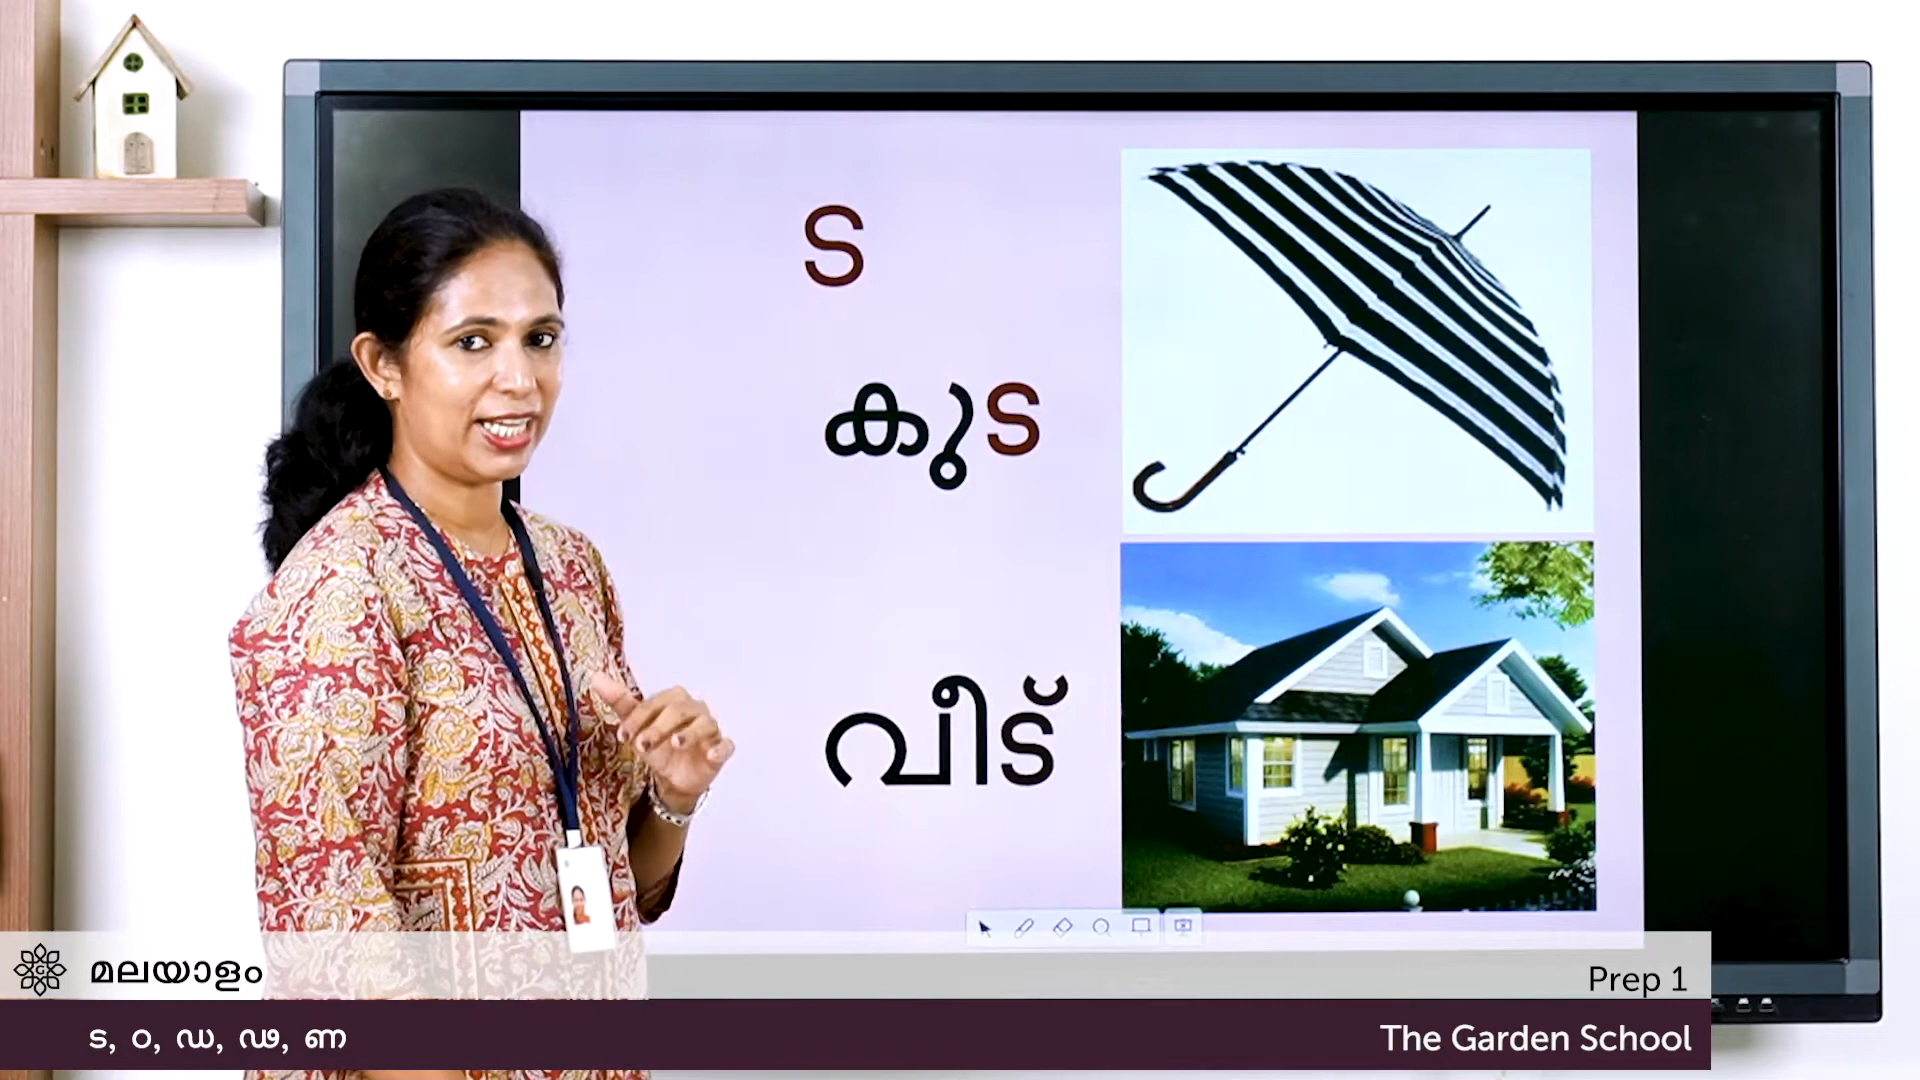 ട
കുട
വീട്
മലയാളം
Prep 1
ട, ഠ, ഡ, ഢ, ണ
The Garden School